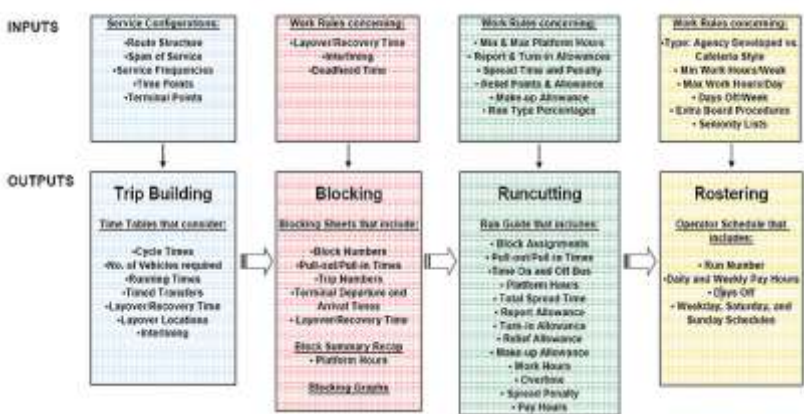 INPUTS
Service Configurations:
•Route Structure
•Span of Service
•Service Frequencies
•Time Points
•Terminal Points
Work Rules concerning:
•Layover/Recovery Time
•Interlining
•Deadhead Time
Work Rules concerning:
• Min & Max Platform Hours
• Report & Turn-in Allowances
• Spread Time and Penalty
• Relief Points & Allowance
• Make-up Allowance
• Run Type Percentages
Work Rules concerning:
•Type: Agency Developed vs.
Cafeteria Style
• Min Work Hours/Week
• Max Work Hours/Day
• Days Off/Week
• Extra Board Procedures
• Seniority Lists
OUTPUTS
Trip Building
Time Tables that consider:
•Cycle Times
•No. of Vehicles required
•Running Times
•Timed Transfers
•Layover/Recovery Time
•Layover Locations
•Interlining
Blocking
Blocking Sheets that include:
•Block Numbers
•Pull-out/Pull-in Times
•Trip Numbers
•Terminal Departure and
Arrival Times
•Layover/Recovery Time
Block Summary Recap
• Platform Hours
Blocking Graphs
Runcutting
Run Guide that includes:
• Block Assignments
• Pull-out/Pull in Times
• Time On and Off Bus
• Platform Hours
• Total Spread Time
• Report Allowance
• Turn-in Allowance
• Relief Allowance
• Make-up Allowance
• Work Hours
• Overtime
• Spread Penalty
• Pay Hours
Rostering
Operator Schedule that
includes:
• Run Number
•Daily and Weekly Pay Hours
• Days Off
• Weekday, Saturday, and
Sunday Schedules